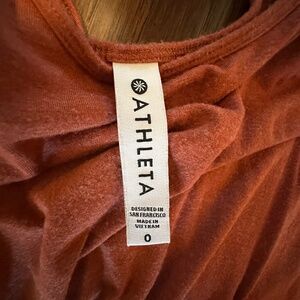 ATHLETA
DESIGNED IN
SAN FRANCISCO
MADE IN
VIETNAM
0